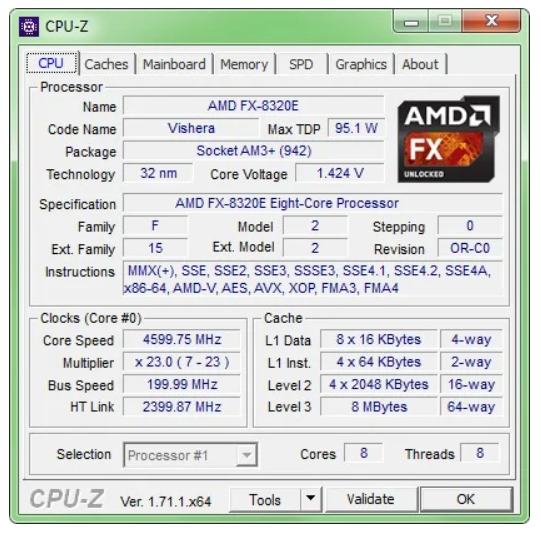 CPU-Z
CPU Caches Mainboard Memory SPD Graphics About
Processor
Name AMD FX-8320E
Code Name Vishera Max TDP 95.1 W
Package Socket AM3+ (942)
Technology 32 nm Core Voltage 1.424 V
AMD
FX
UNLOCKED
Specification AMD FX-8320E Eight-Core Processor
Family F Model 2 Stepping 0
Ext. Family 15 Ext. Model 2 Revision OR-C0
Instructions MMX(+), SSE, SSE2, SSE3, SSSE3, SSE4.1, SSE4.2, SSE4A,
x86-64, AMD-V, AES, AVX, XOP, FMA3, FMA4
Clocks (Core #0)
Core Speed 4599.75 MHz
Multiplier x 23.0 ( 7 - 23 )
Bus Speed 199.99 MHz
HT Link 2399.87 MHz
Cache
L1 Data 8 x 16 KBytes 4-way
L1 Inst. 4 x 64 KBytes 2-way
Level 2 4 x 2048 KBytes 16-way
Level 3 8 MBytes 64-way
Selection Processor #1 Cores 8 Threads 8
CPU-Z Ver. 1.71.1.x64 Tools Validate OK